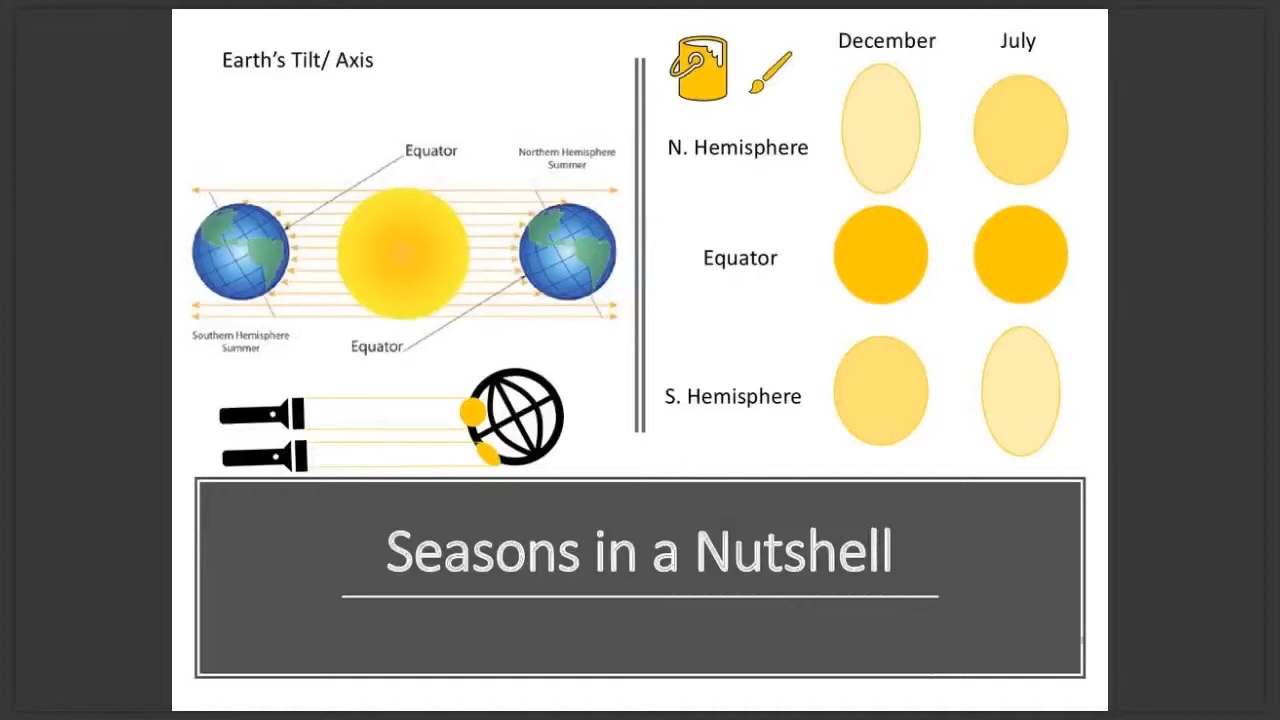 Earth's Tilt/ Axis
Equator
Northern Hemisphere
Summer
Southern Hemisphere
Summer
Equator
December
July
N. Hemisphere
Equator
S. Hemisphere
Seasons in a Nutshell